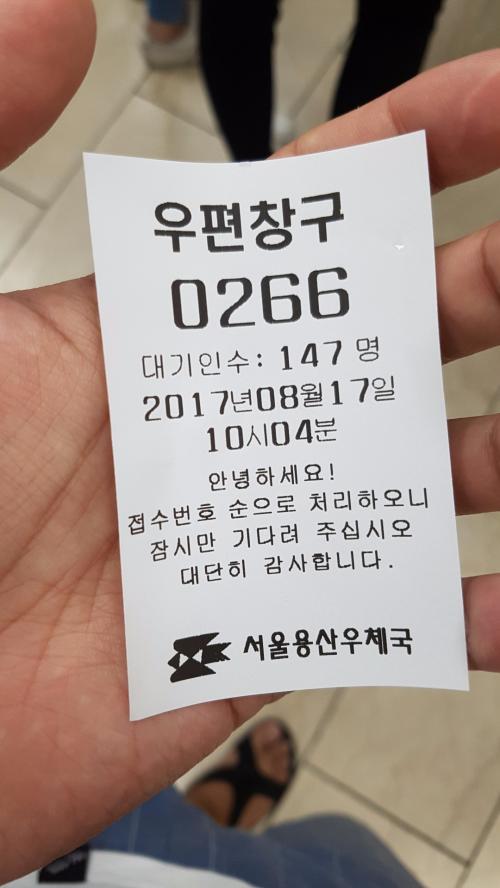 우편창구
0266
대기인수: 147 명
2017년08월17일
10시04분
안녕하세요!
접수번호 순으로 처리하오니
잠시만 기다려 주십시오
대단히 감사합니다.
서울용산우체국